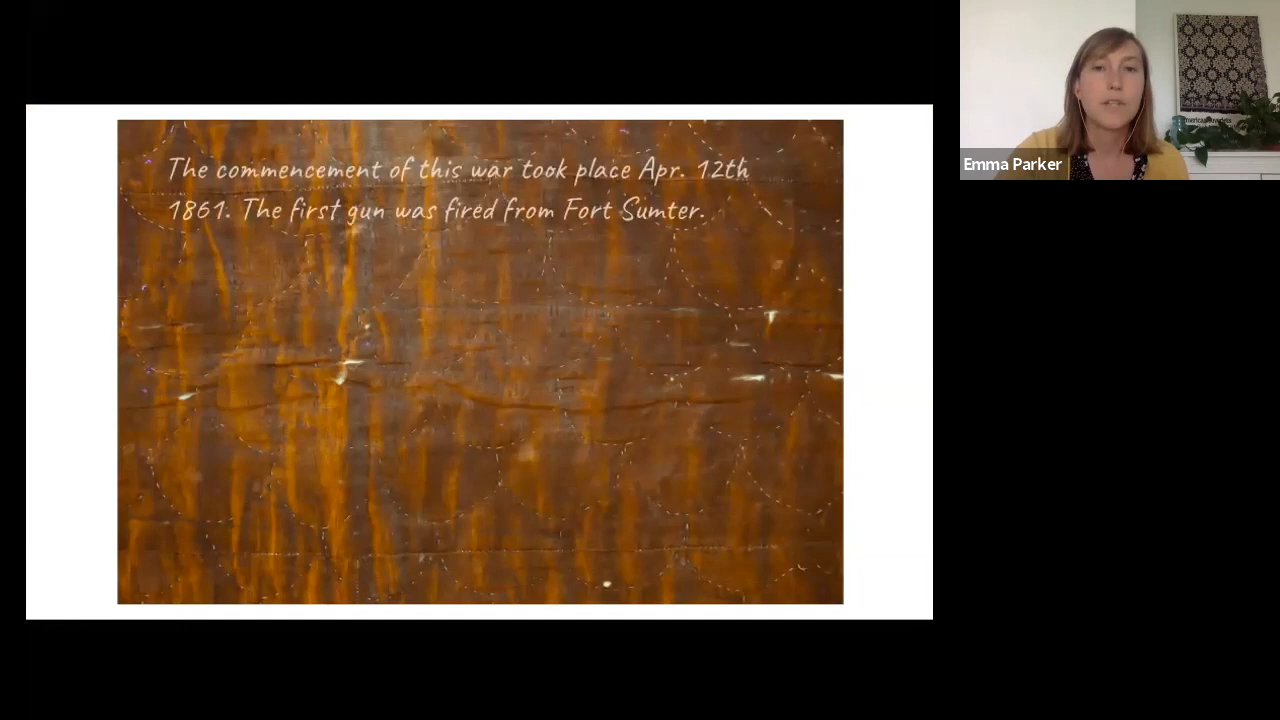 The commencement of this war took place Apr. 12th
1861. The first gun was fired from Fort Sumter.
Emma Parker